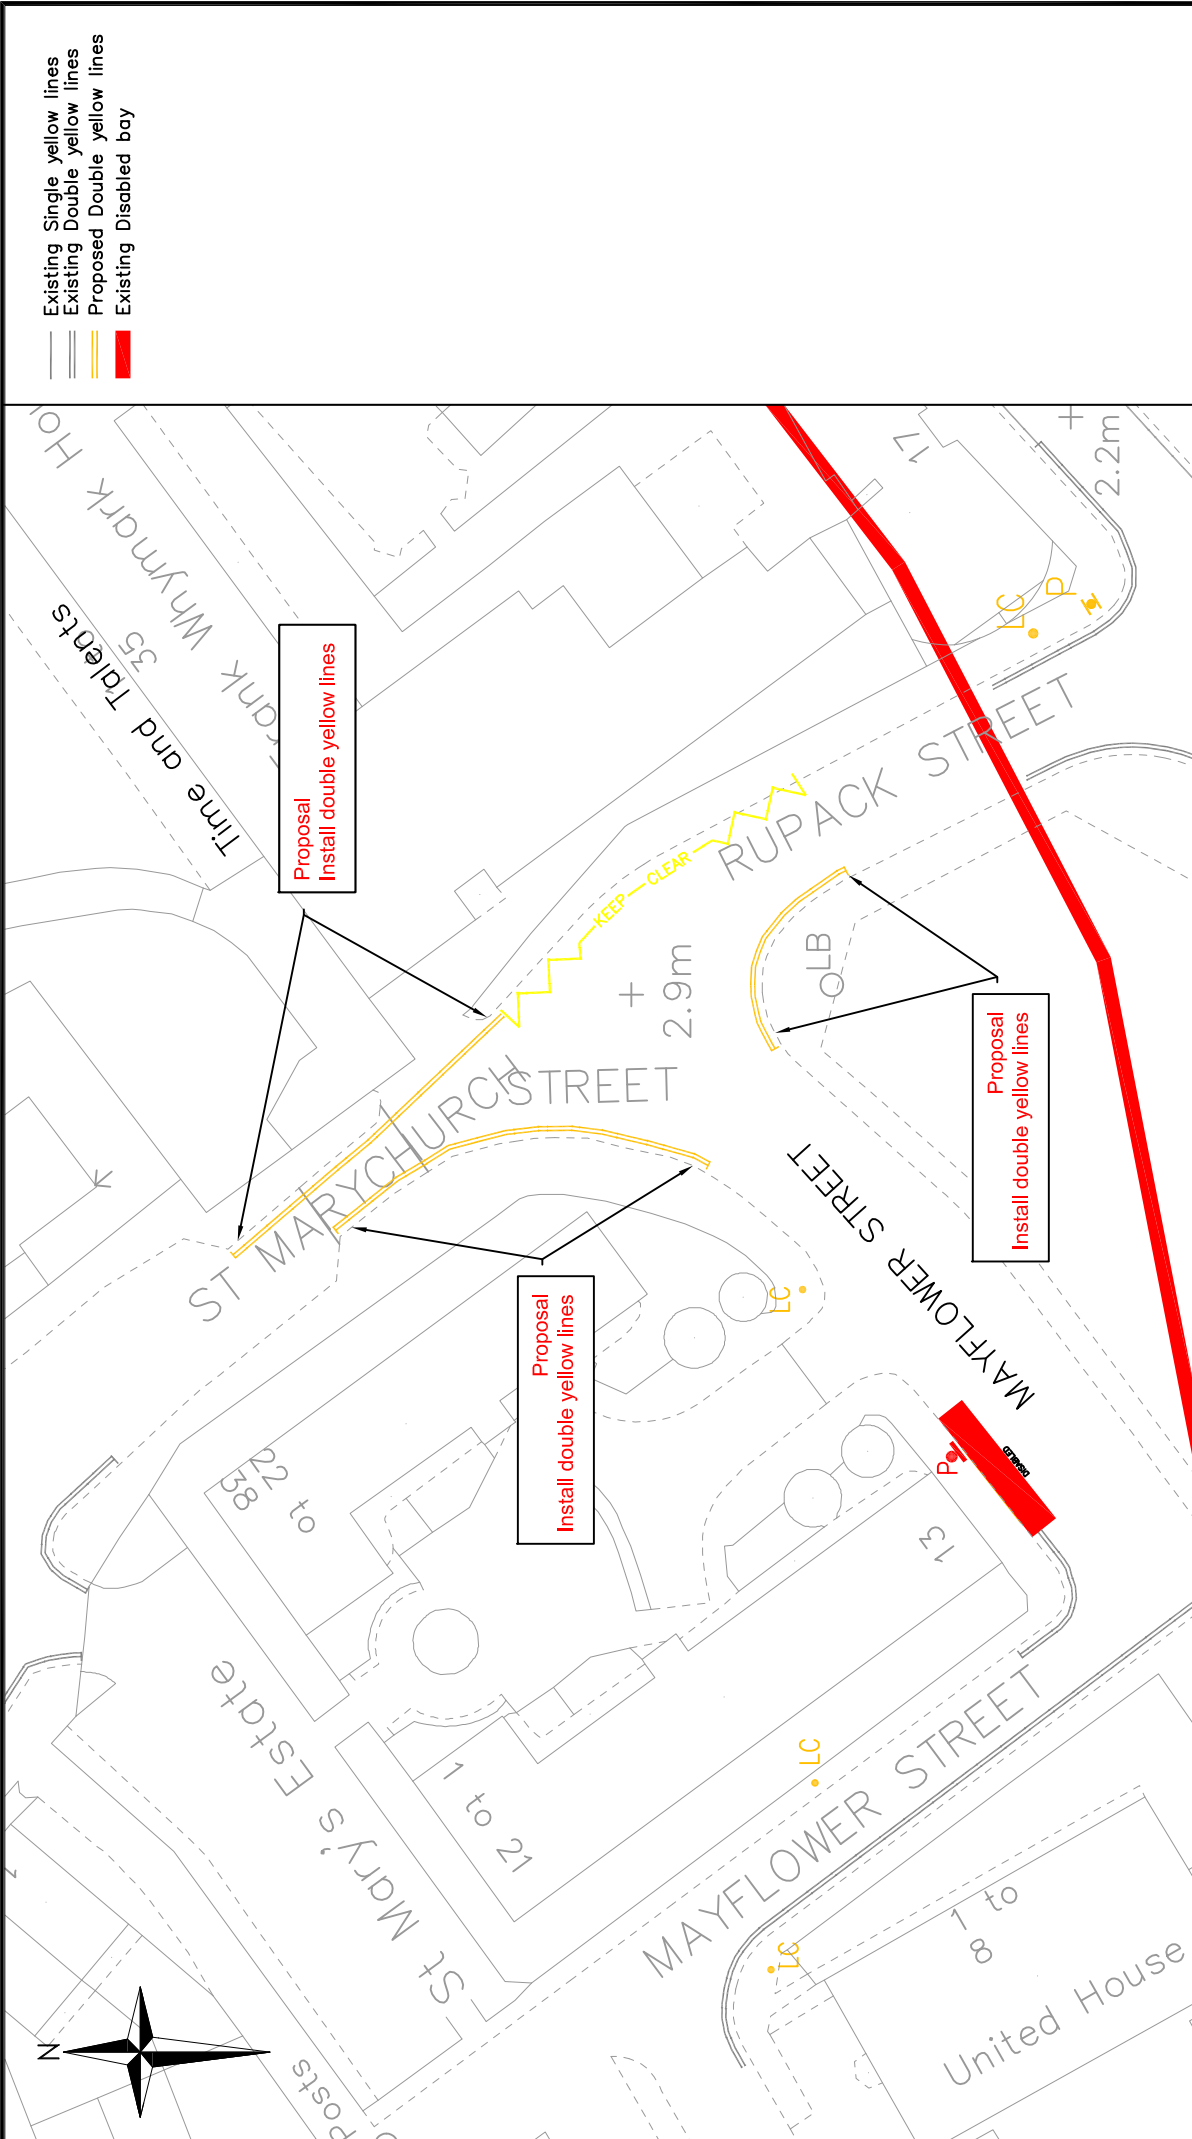 Existing Single yellow lines
Existing Double yellow lines
Proposed Double yellow lines
Existing Disabled bay
Time and Talents
35
Whymark
Proposal
Install double yellow lines
17
2.2m
LC
P
RUPACK STREET
KEEP CLEAR
2.9m
LB
ST MARYCHURCH
STREET
Proposal
Install double yellow lines
Proposal
Install double yellow lines
MAYFLOWER STREET
LC
P
DISABLED
13
22 to
38
St Mary's Estate
1 to 21
LC
MAYFLOWER STREET
LC
1 to
8
United House
N
Posts